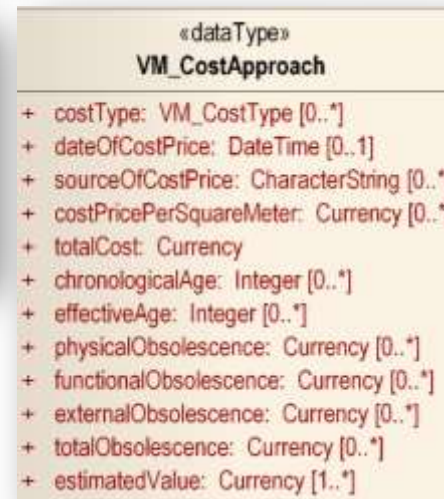 «dataType»
VM_CostApproach
+ costType: VM_CostType [0..*]
+ dateOfCostPrice: DateTime [0..1]
+ sourceOfCostPrice: CharacterString [0..*
+ costPricePerSquareMeter: Currency [0..*
+ totalCost: Currency
+ chronologicalAge: Integer [0..*]
+ effectiveAge: Integer [0..*]
+ physicalObsolescence: Currency [0..*]
+ functionalObsolescence: Currency [0..*]
+ externalObsolescence: Currency [0..*]
+ totalObsolescence: Currency [0..*]
+ estimatedValue: Currency [1..*]